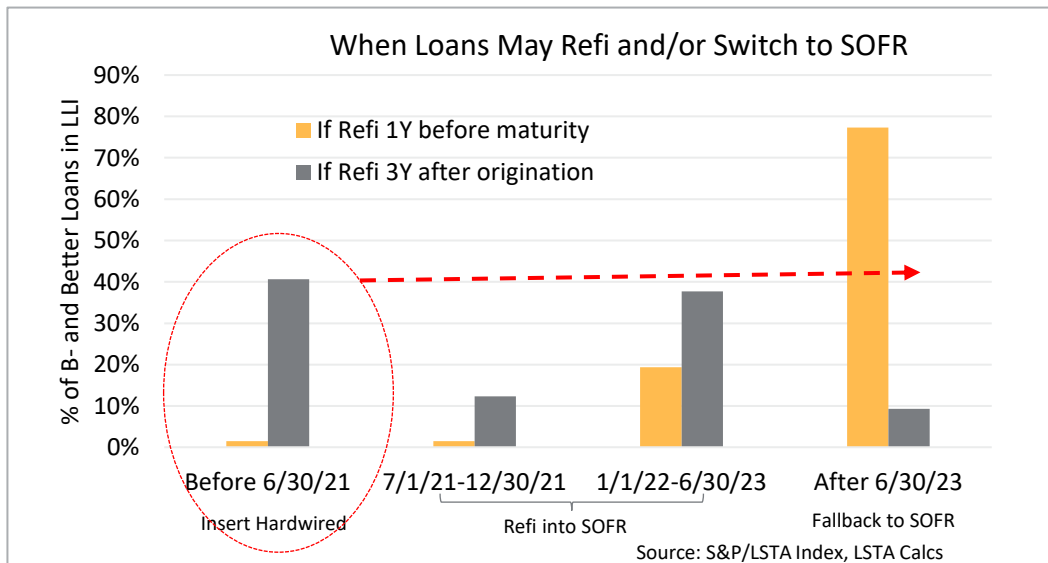 When Loans May Refi and/or Switch to SOFR
% of B- and Better Loans in LLI
90%
80%
70%
60%
50%
40%
30%
20%
10%
0%
If Refi 1Y before maturity
If Refi 3Y after origination
Before 6/30/21
7/1/21-12/30/21
1/1/22-6/30/23
After 6/30/23
Insert Hardwired
Refi into SOFR
Fallback to SOFR
Source: S&P/LSTA Index, LSTA Calcs